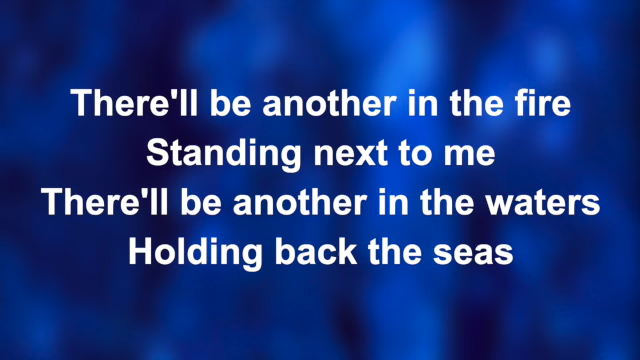 There'll be another in the fire
Standing next to me
There'll be another in the waters
Holding back the seas